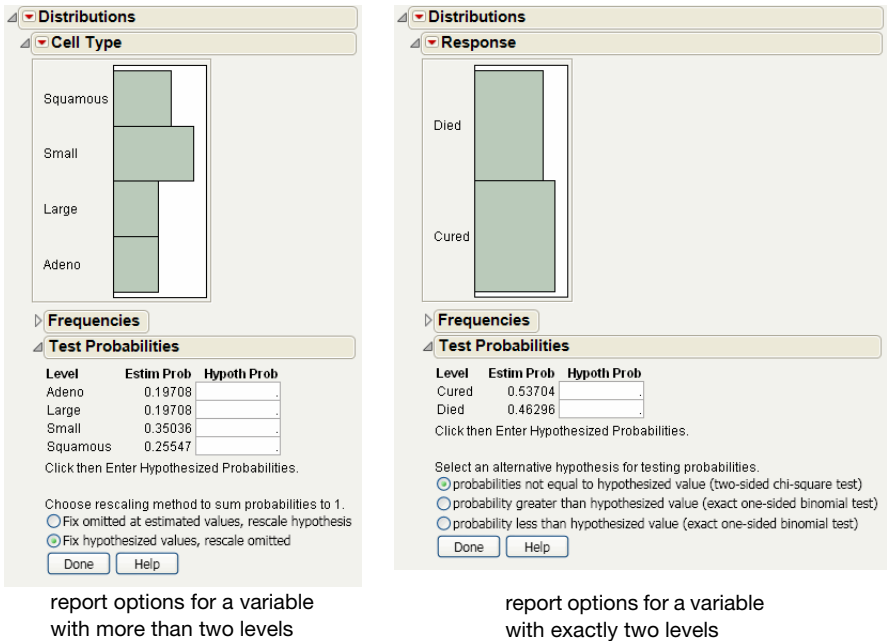 Distributions
Cell Type
Squamous
Small
Large
Adeno
Frequencies
Test Probabilities
Level Estim Prob Hypoth Prob
Adeno 0.19708 .
Large 0.19708 .
Small 0.35036 .
Squamous 0.25547 .
Click then Enter Hypothesized Probabilities.
Choose rescaling method to sum probabilities to 1.
Fix omitted at estimated values, rescale hypothesis
Fix hypothesized values, rescale omitted
Done Help
report options for a variable
with more than two levels
Distributions
Response
Died
Cured
Frequencies
Test Probabilities
Level Estim Prob Hypoth Prob
Cured 0.53704 .
Died 0.46296 .
Click then Enter Hypothesized Probabilities.
Select an alternative hypothesis for testing probabilities.
probabilities not equal to hypothesized value (two-sided chi-square test)
probability greater than hypothesized value (exact one-sided binomial test)
probability less than hypothesized value (exact one-sided binomial test)
Done Help
report options for a variable
with exactly two levels